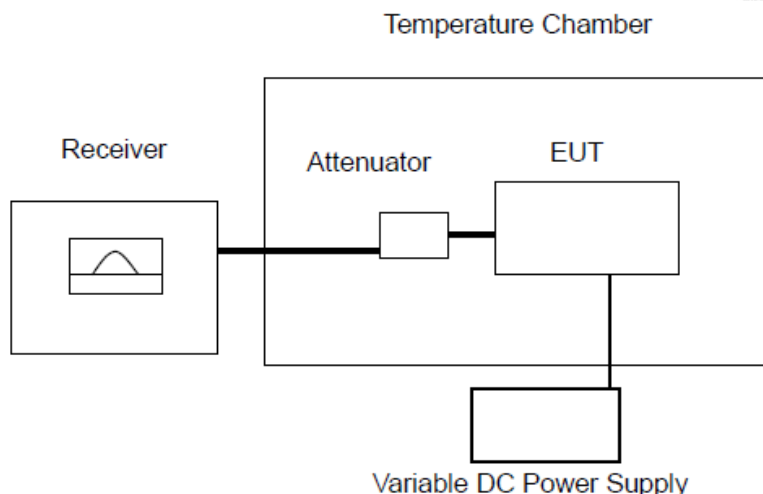 Temperature Chamber
Receiver
Attenuator
EUT
Variable DC Power Supply